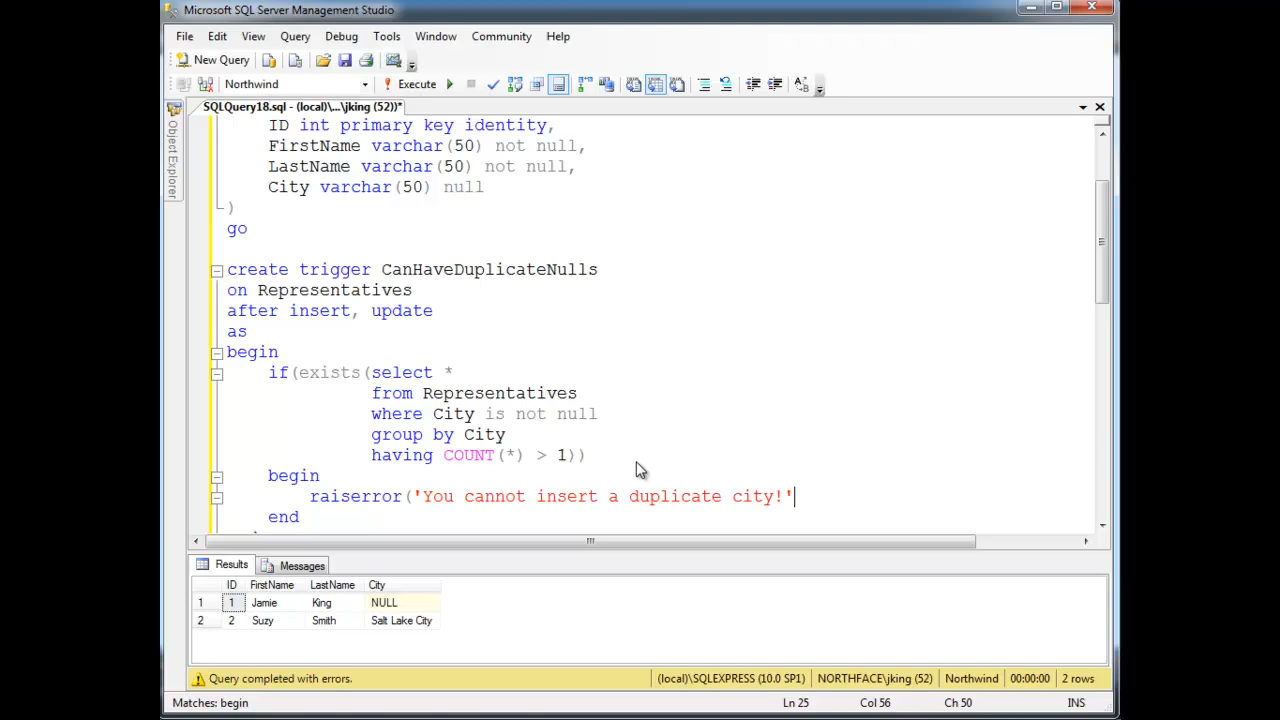 Microsoft SQL Server Management Studio
File Edit View Query Debug Tools Window Community Help
New Query
Northwind Execute
SQLQuery18.sql - (local)\...\jking (52))*
Object Explorer
ID int primary key identity,
FirstName varchar(50) not null,
LastName varchar(50) not null,
City varchar(50) null
)
go
create trigger CanHaveDuplicateNulls
on Representatives
after insert, update
as
begin
if(exists(select *
from Representatives
where City is not null
group by City
having COUNT(*) > 1))
begin
raiserror('You cannot insert a duplicate city!'
end
Results Messages
ID FirstName LastName City
1 1 Jamie King NULL
2 2 Suzy Smith Salt Lake City
Query completed with errors. (local)\SQLEXPRESS (10.0 SP1) NORTHFACE\jking (52) Northwind 00:00:00 2 rows
Matches: begin Ln 25 Col 56 Ch 50 INS